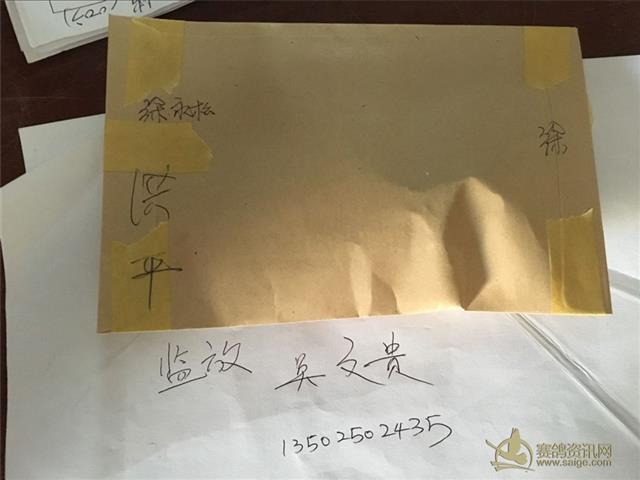 徐永松
徐
洪
平
监放 吴文贵
13502502435
赛鸽资讯网
www.saige.com